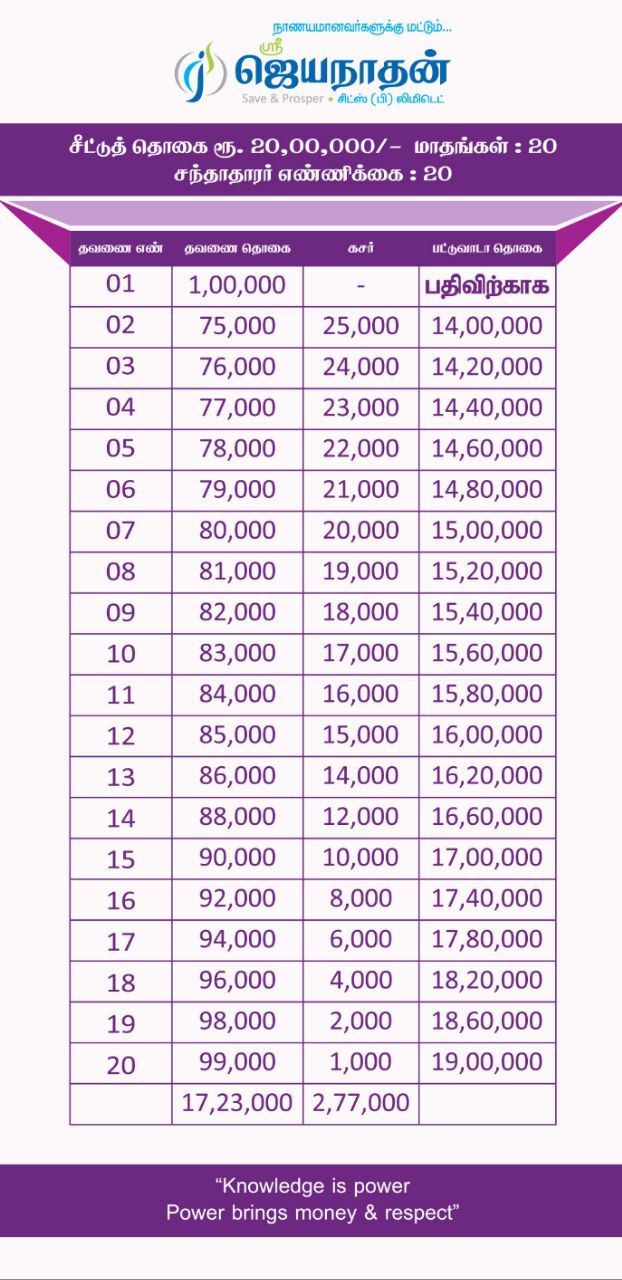 நாணயமானவர்களுக்கு மட்டும்...
ஸ்ரீ
ஜெயநாதன்
Save & Prosper • சிட்ஸ் (பி) லிமிடெட்
சீட்டுத் தொகை ரூ. 20,00,000/- மாதங்கள் : 20
சந்தாதாரர் எண்ணிக்கை : 20
தவணை எண் தவணை தொகை கசர் பட்டுவாடா தொகை
01 1,00,000 - பதிவிற்காக
02 75,000 25,000 14,00,000
03 76,000 24,000 14,20,000
04 77,000 23,000 14,40,000
05 78,000 22,000 14,60,000
06 79,000 21,000 14,80,000
07 80,000 20,000 15,00,000
08 81,000 19,000 15,20,000
09 82,000 18,000 15,40,000
10 83,000 17,000 15,60,000
11 84,000 16,000 15,80,000
12 85,000 15,000 16,00,000
13 86,000 14,000 16,20,000
14 88,000 12,000 16,60,000
15 90,000 10,000 17,00,000
16 92,000 8,000 17,40,000
17 94,000 6,000 17,80,000
18 96,000 4,000 18,20,000
19 98,000 2,000 18,60,000
20 99,000 1,000 19,00,000
17,23,000 2,77,000
“Knowledge is power
Power brings money & respect”